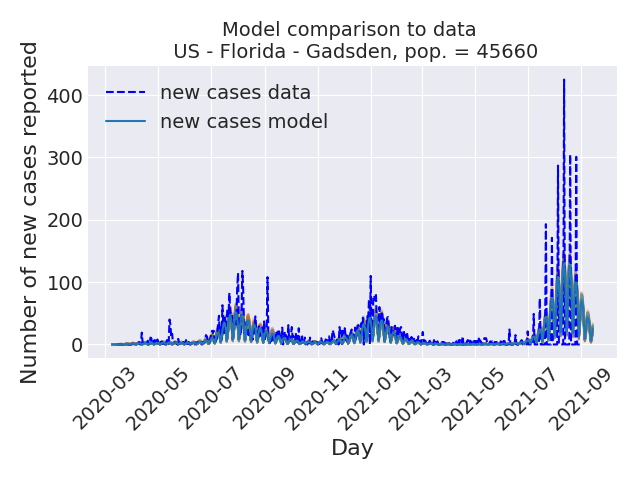 Model comparison to data
US - Florida - Gadsden, pop. = 45660
Number of new cases reported
400
300
200
100
0
new cases data
new cases model
2020-03
2020-05
2020-07
2020-09
2020-11
2021-01
2021-03
2021-05
2021-07
2021-09
Day